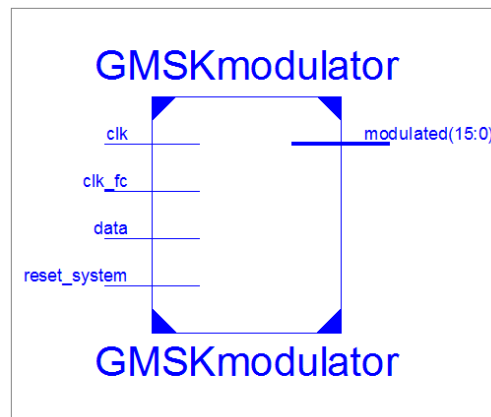 GMSKmodulator
clk
modulated(15:0)
clk_fc
data
reset_system
GMSKmodulator